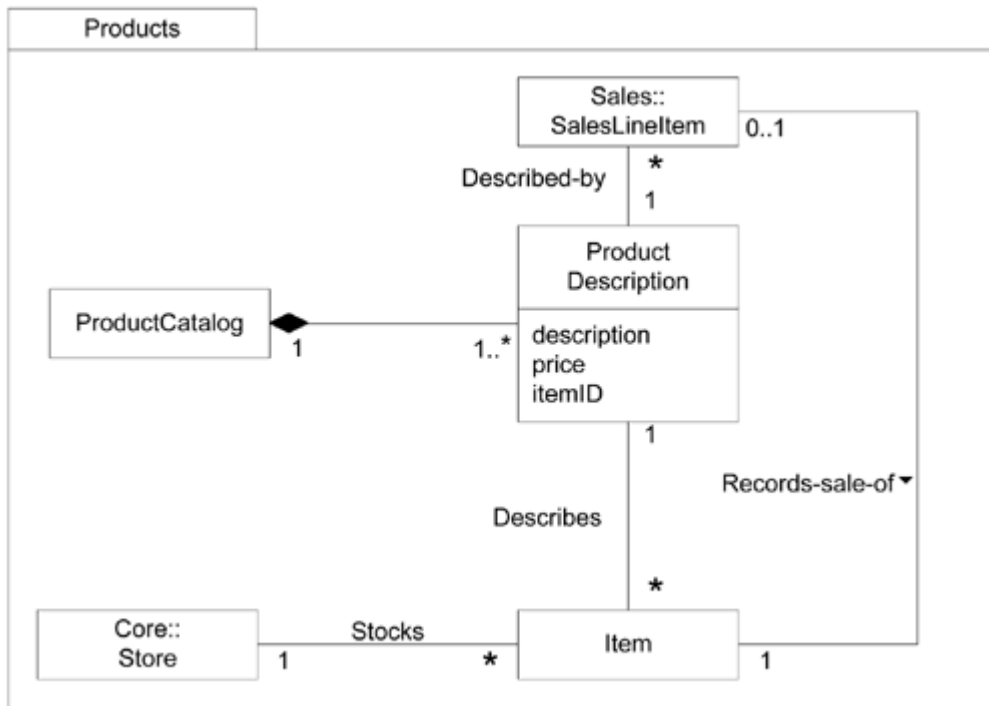 Products
Sales::
SalesLineItem
0..1
*
Described-by
1
Product
Description
ProductCatalog
1
1..*
description
price
itemID
1
Records-sale-of
Describes
*
Core::
Store
Stocks
1
*
Item
1